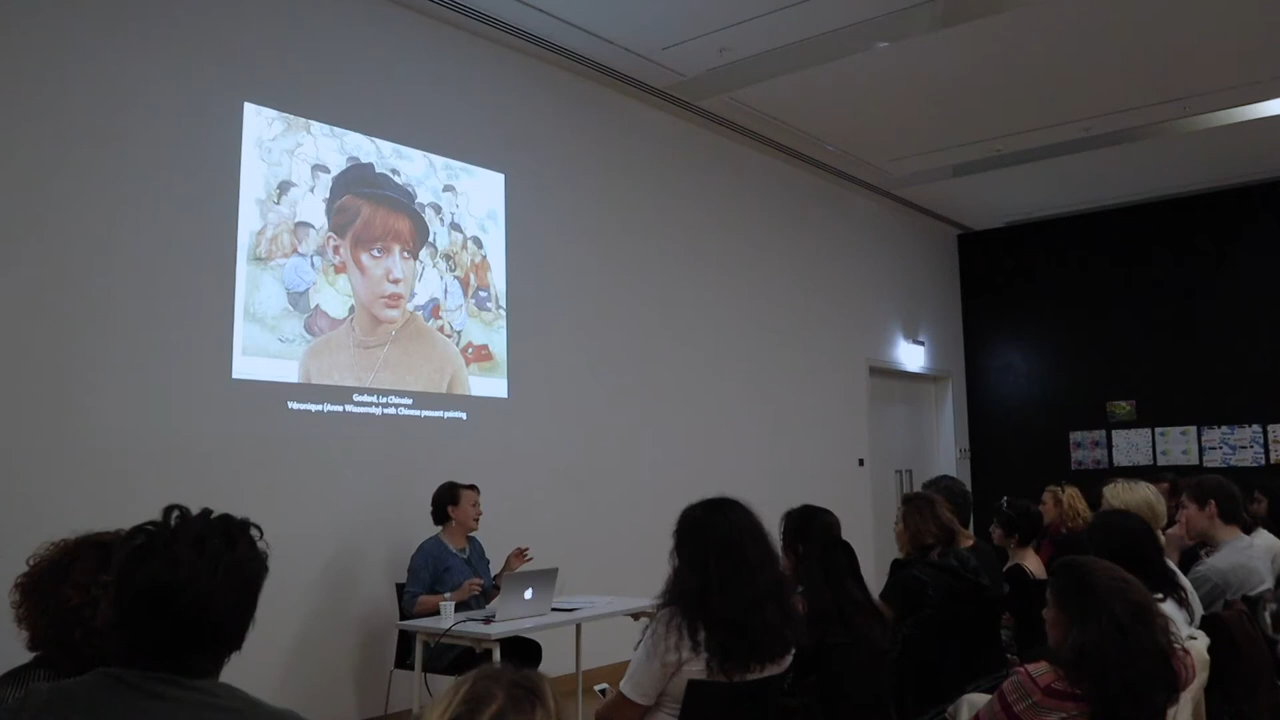 Godard, La Chinoise
Véronique (Anne Wiazemsky) with Chinese peasant painting